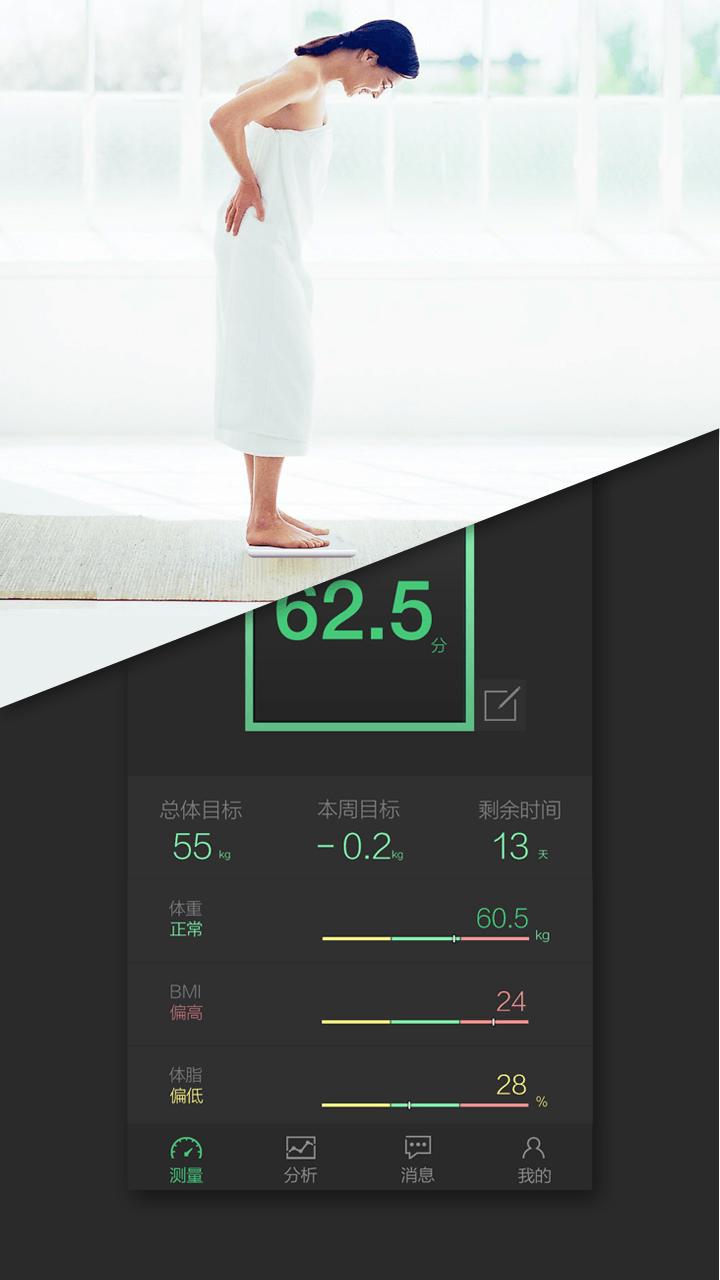 62.5 分
总体目标 本周目标 剩余时间
55 kg －0.2 kg 13 天
体重 60.5 kg
正常
BMI 24
偏高
体脂 28 %
偏低
测量 分析 消息 我的